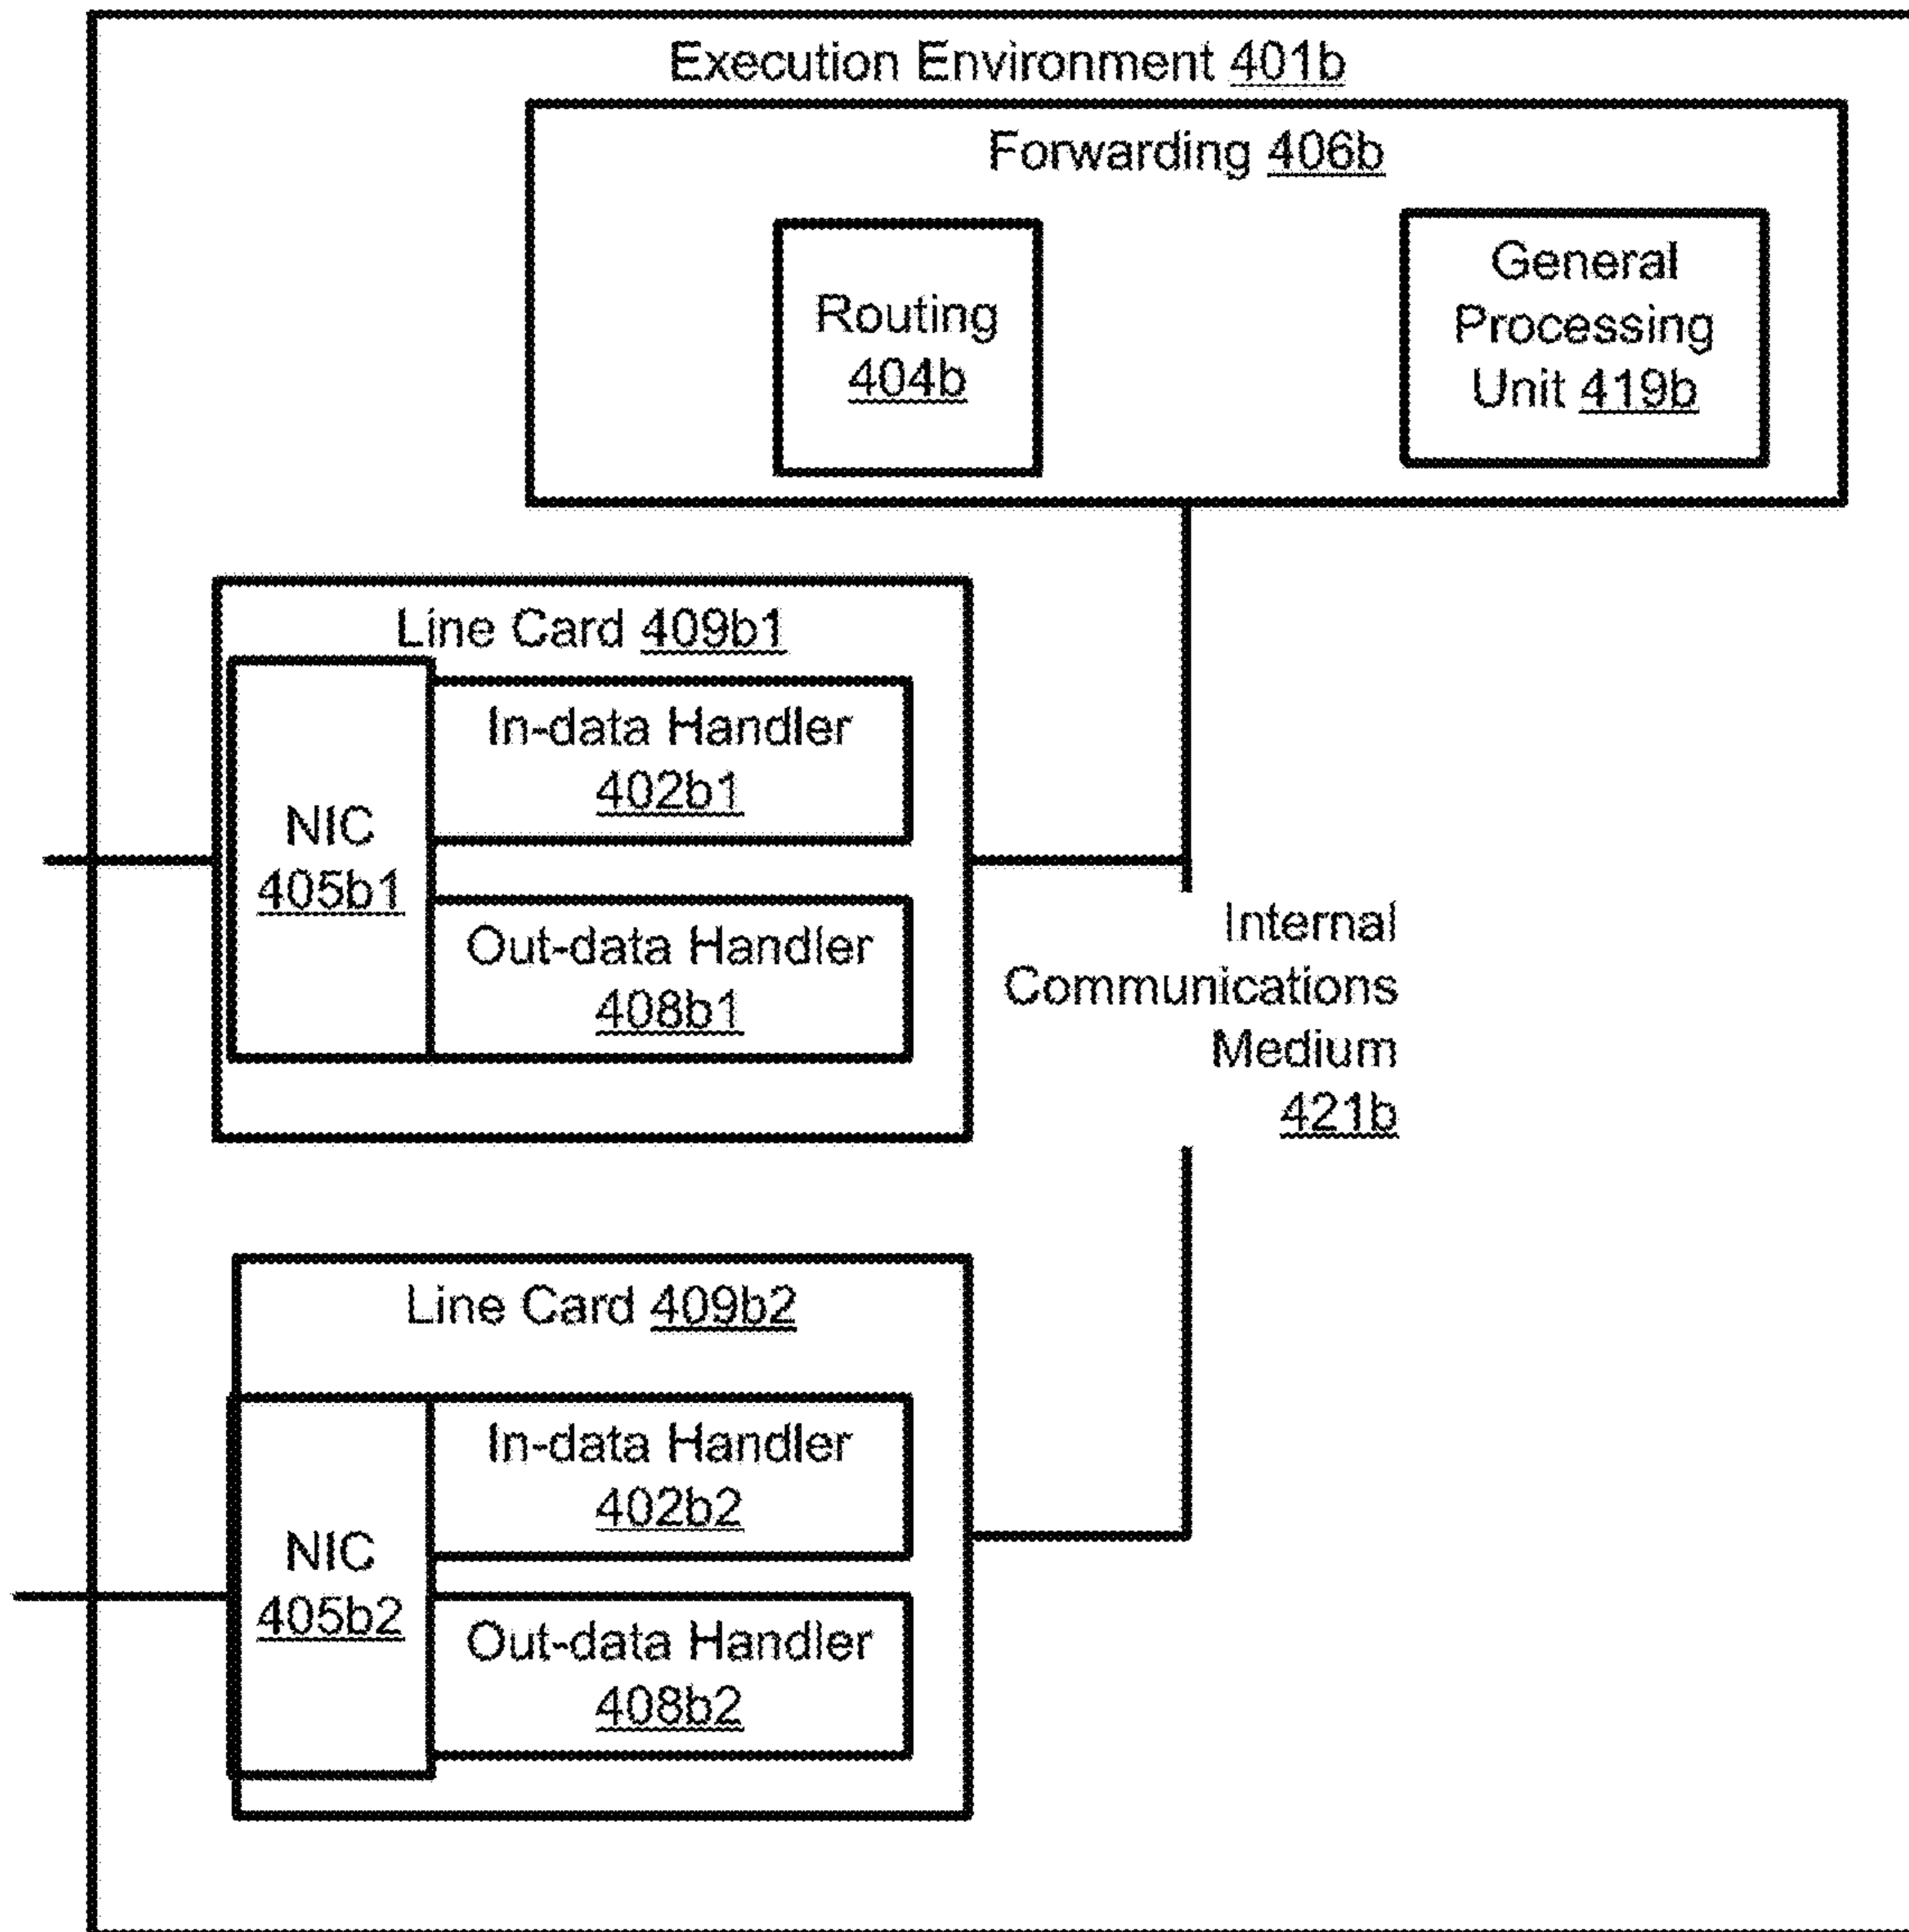 Execution Environment 401b
Forwarding 406b
Routing
404b
General
Processing
Unit 419b
Line Card 409b1
NIC
405b1
In-data Handler
402b1
Out-data Handler
408b1
Internal
Communications
Medium
421b
Line Card 409b2
NIC
405b2
In-data Handler
402b2
Out-data Handler
408b2